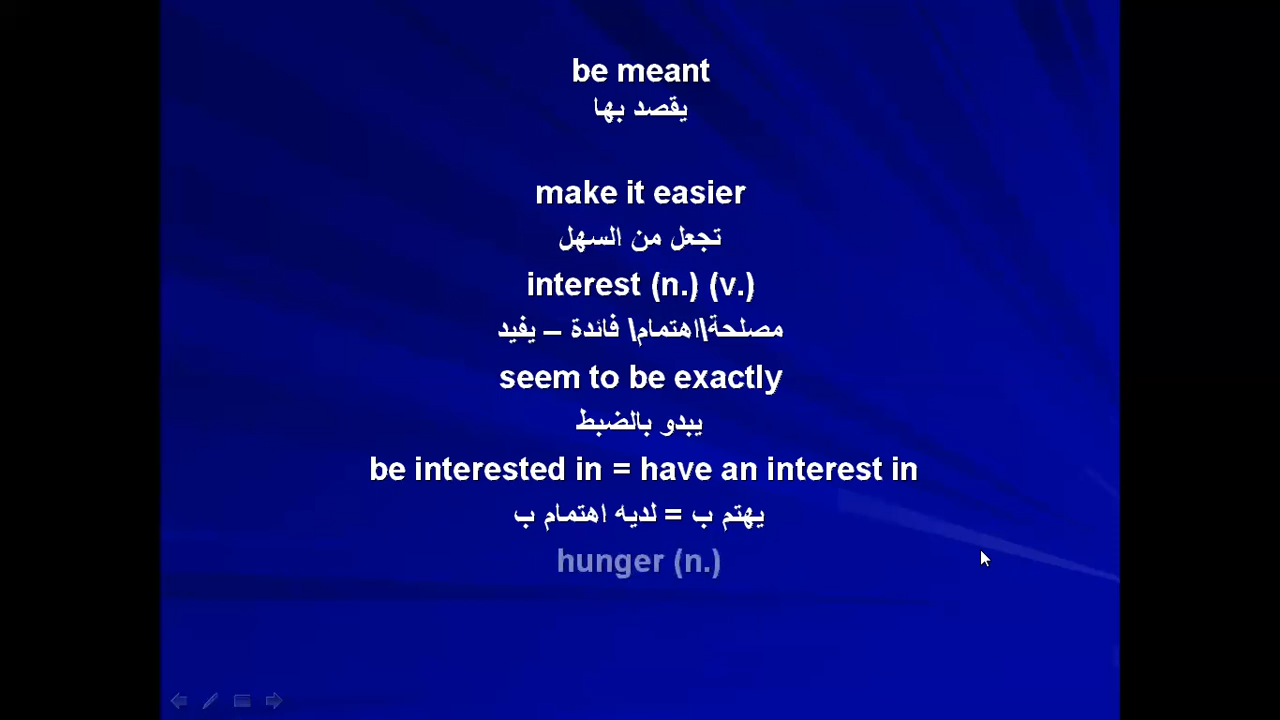 be meant
يقصد بها
make it easier
تجعل من السهل
interest (n.) (v.)
مصلحة\اهتمام\ فائدة – يفيد
seem to be exactly
يبدو بالضبط
be interested in = have an interest in
يهتم ب = لديه اهتمام ب
hunger (n.)